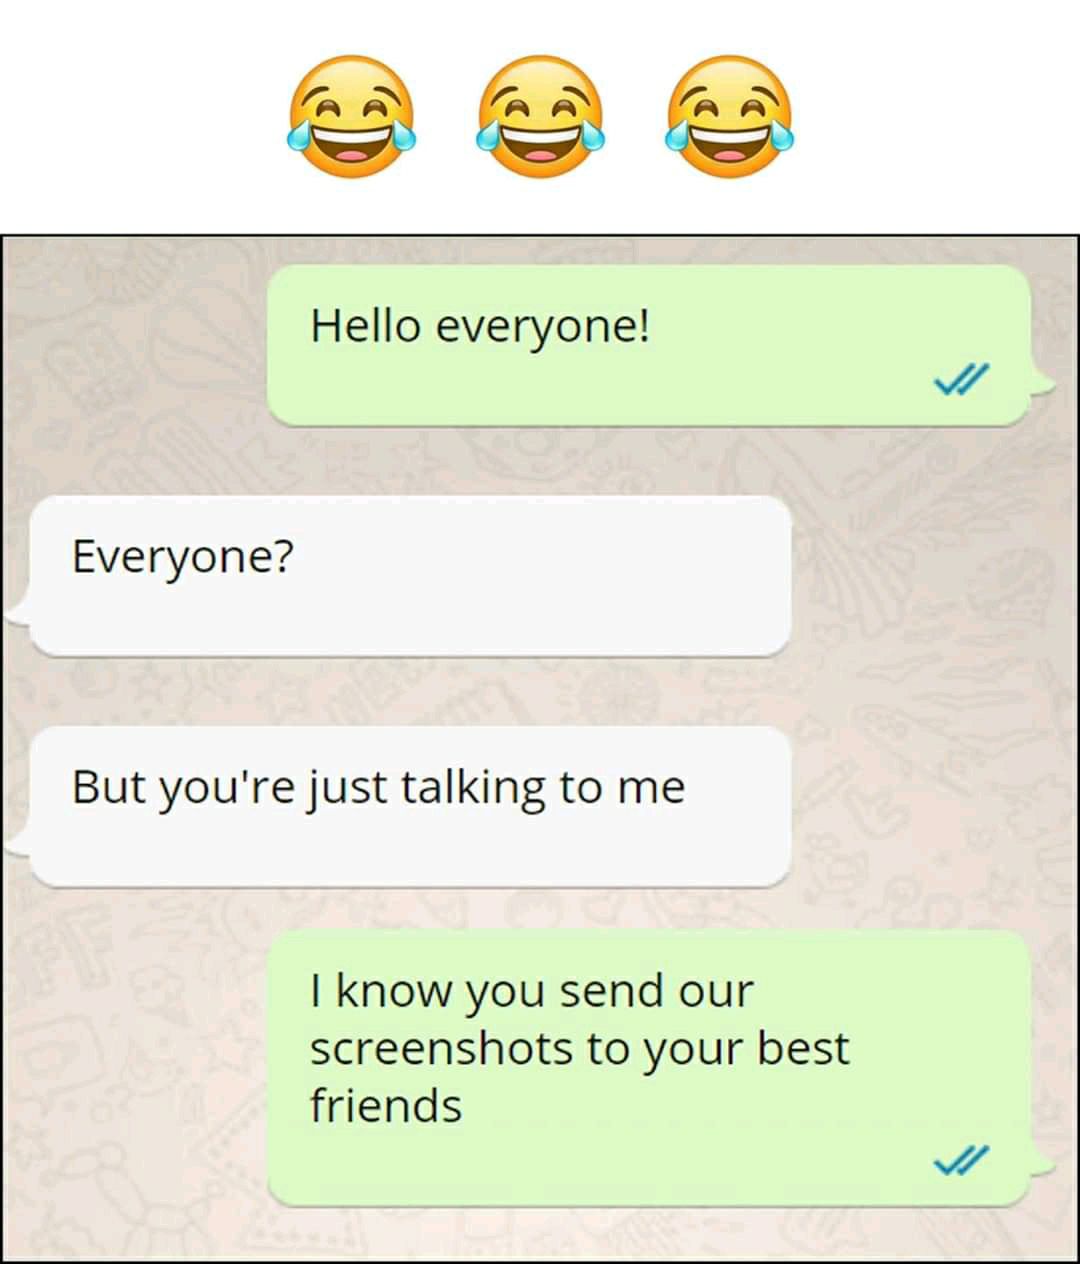 Hello everyone!
Everyone?
But you're just talking to me
I know you send our
screenshots to your best
friends